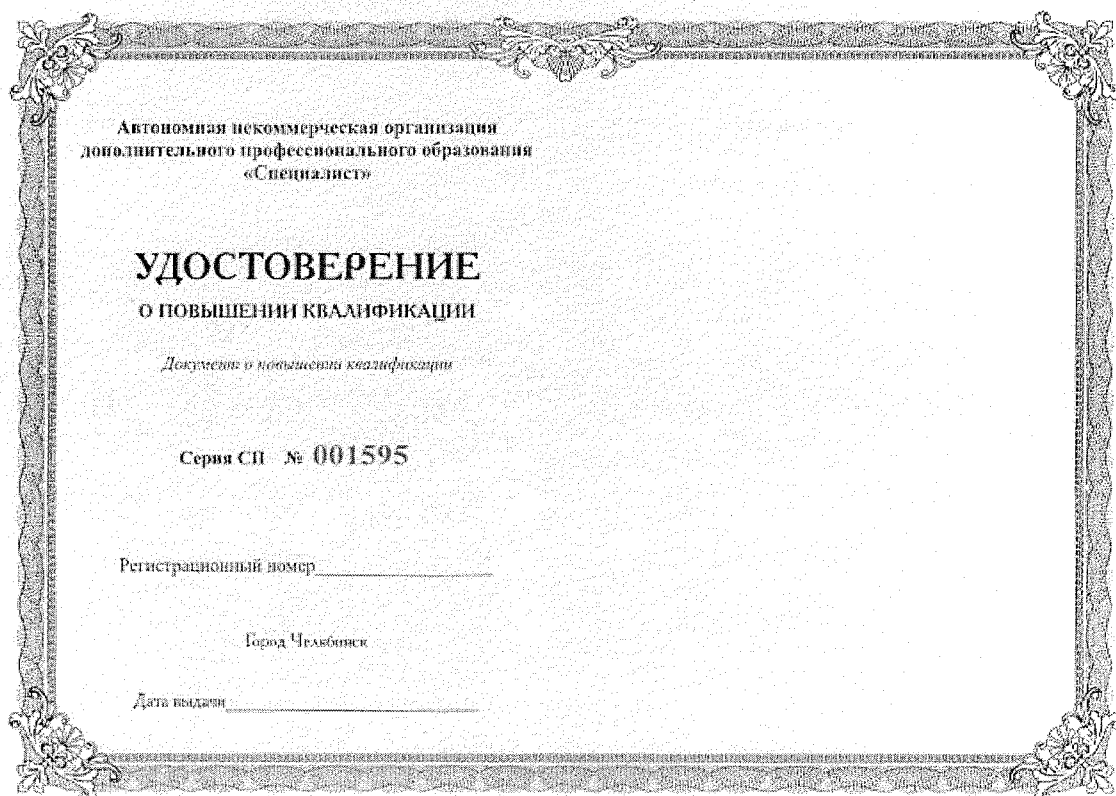 Автономная некоммерческая организация
дополнительного профессионального образования
«Специалист»
УДОСТОВЕРЕНИЕ
О ПОВЫШЕНИИ КВАЛИФИКАЦИИ
Документ о повышении квалификации
Серия СП № 001595
Регистрационный номер
Город Челябинск
Дата выдачи